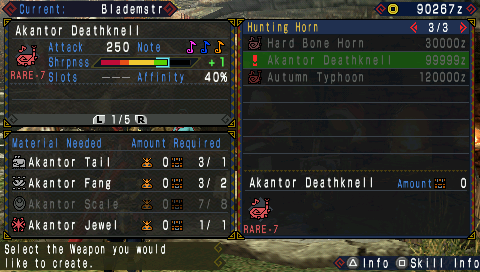 Current: Blademstr
90267z
Akantor Deathknell
Attack 250 Note
Shrpnss +1
RARE-7 Slots --- Affinity 40%
L 1/5 R
Material Needed Amount Required
Akantor Tail 0 3/ 1
Akantor Fang 0 3/ 2
Akantor Scale 0 7/ 8
Akantor Jewel 0 1/ 1
Hunting Horn 3/3
Hard Bone Horn 30000z
Akantor Deathknell 99999z
Autumn Typhoon 120000z
Akantor Deathknell Amount 0
RARE-7
Select the Weapon you would
like to create.
Info Skill Info